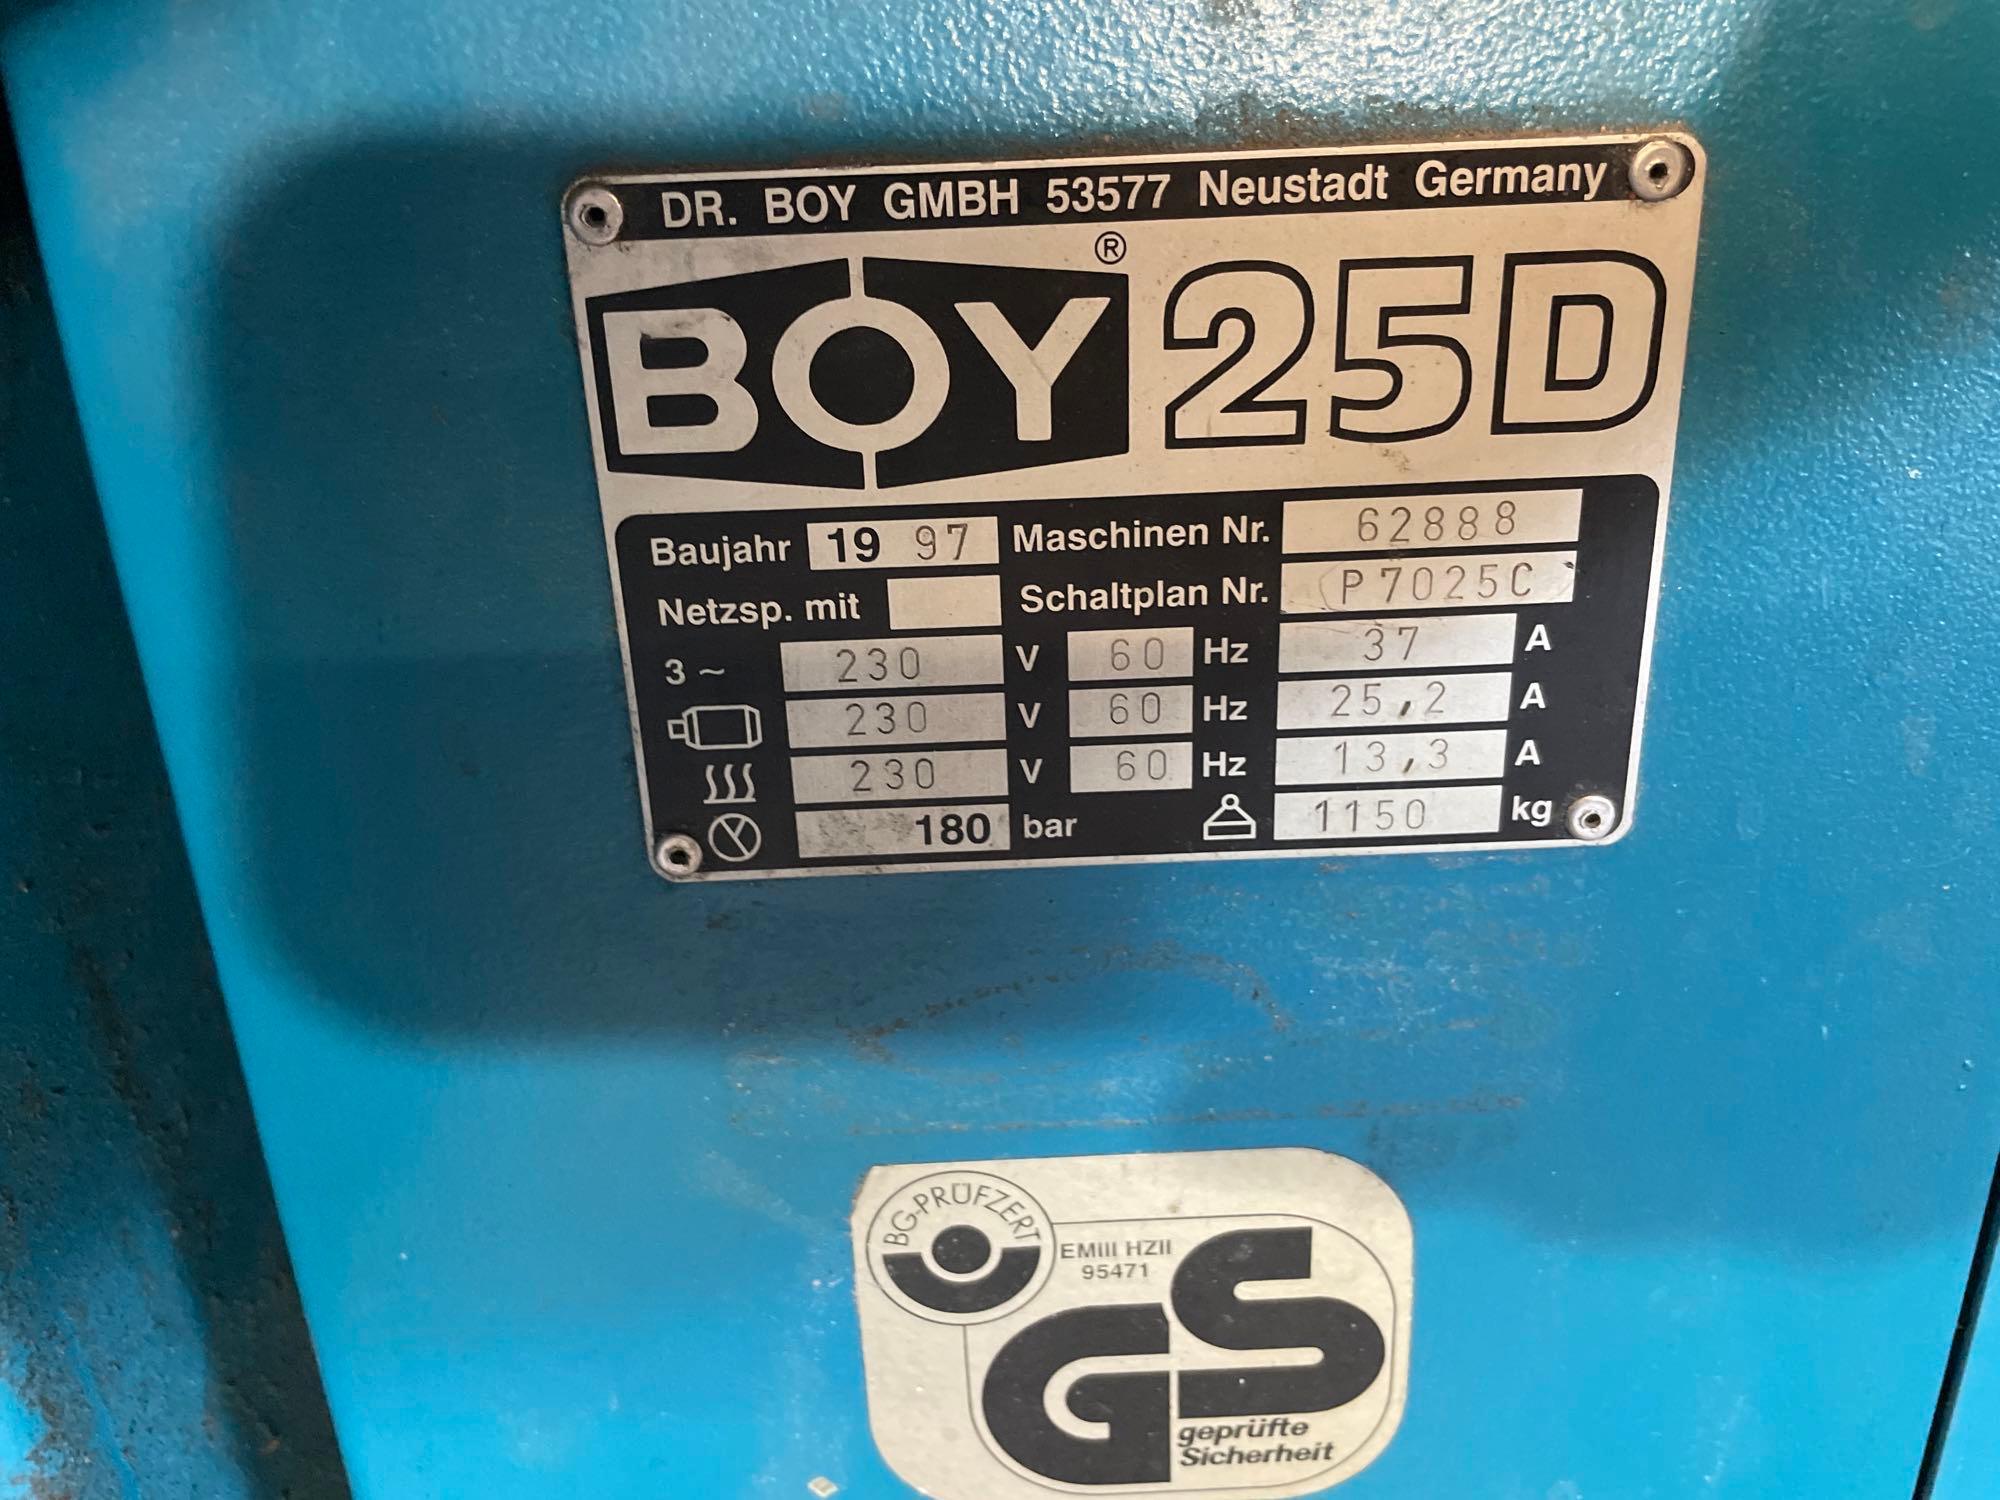 DR. BOY GMBH 53577 Neustadt Germany
BOY® 25D
Baujahr 19 97 Maschinen Nr. 62888
Netzsp. mit Schaltplan Nr. P7025C
3 ~ 230 V 60 Hz 37 A
230 V 60 Hz 25,2 A
230 V 60 Hz 13,3 A
180 bar 1150 kg
BG-PRÜFZERT
EMIII HZII
95471
GS
geprüfte
Sicherheit